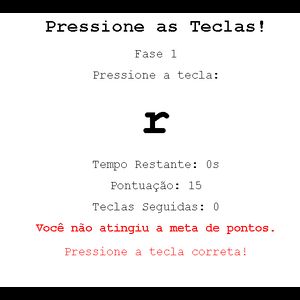 Pressione as Teclas!
Fase 1
Pressione a tecla:
r
Tempo Restante: 0s
Pontuação: 15
Teclas Seguidas: 0
Você não atingiu a meta de pontos.
Pressione a tecla correta!